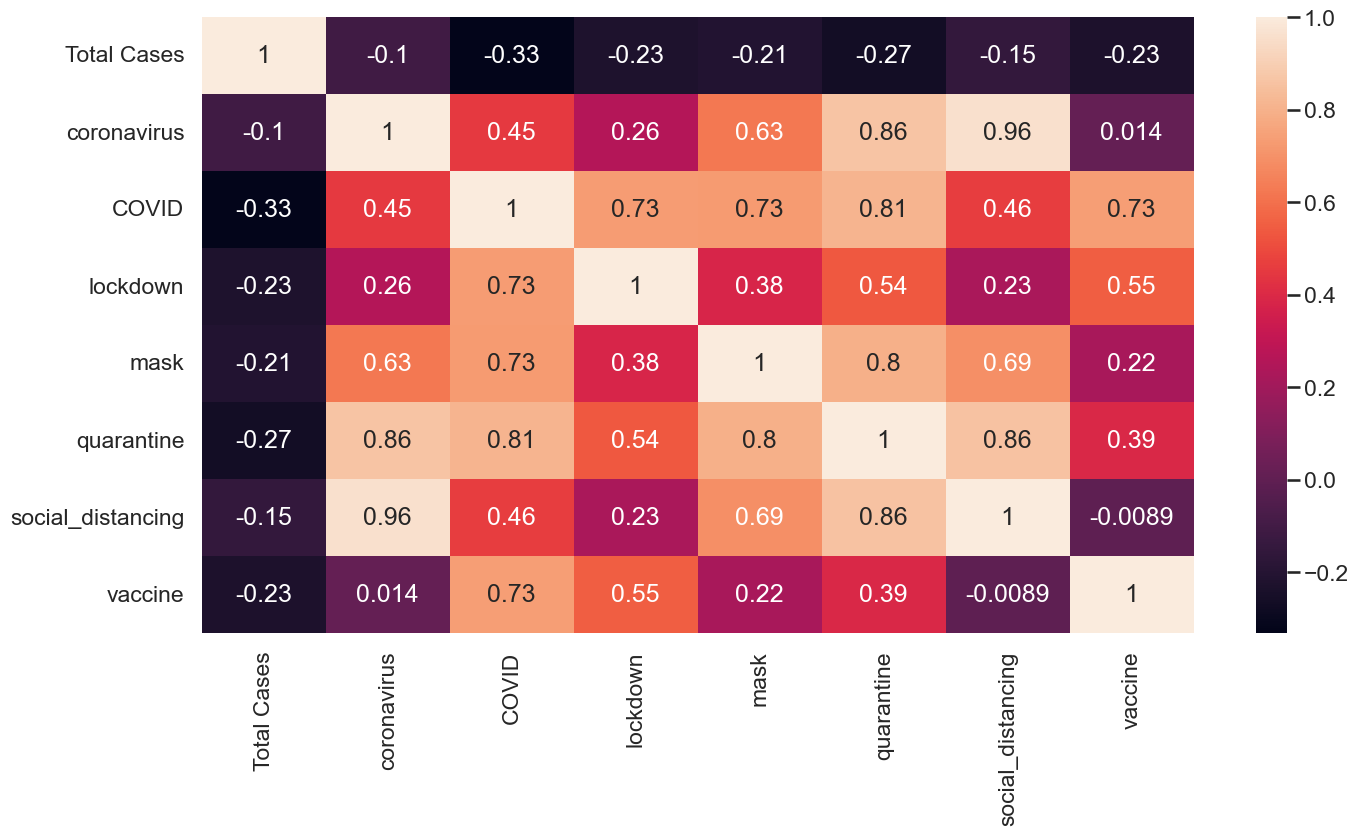 Total Cases 1 -0.1 -0.33 -0.23 -0.21 -0.27 -0.15 -0.23
coronavirus -0.1 1 0.45 0.26 0.63 0.86 0.96 0.014
COVID -0.33 0.45 1 0.73 0.73 0.81 0.46 0.73
lockdown -0.23 0.26 0.73 1 0.38 0.54 0.23 0.55
mask -0.21 0.63 0.73 0.38 1 0.8 0.69 0.22
quarantine -0.27 0.86 0.81 0.54 0.8 1 0.86 0.39
social_distancing -0.15 0.96 0.46 0.23 0.69 0.86 1 -0.0089
vaccine -0.23 0.014 0.73 0.55 0.22 0.39 -0.0089 1
Total Cases
coronavirus
COVID
lockdown
mask
quarantine
social_distancing
vaccine
1.0
0.8
0.6
0.4
0.2
0.0
−0.2